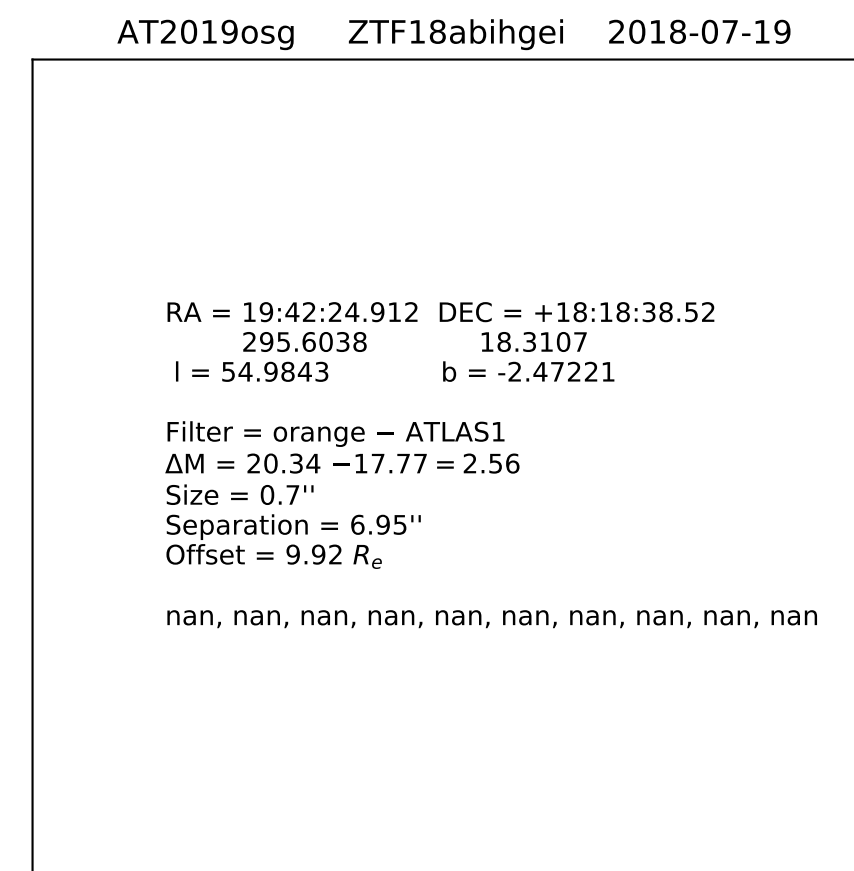 AT2019osg ZTF18abihgei 2018-07-19
RA = 19:42:24.912 DEC = +18:18:38.52
295.6038 18.3107
l = 54.9843 b = -2.47221
Filter = orange − ATLAS1
ΔM = 20.34 −17.77 = 2.56
Size = 0.7''
Separation = 6.95''
Offset = 9.92 Re
nan, nan, nan, nan, nan, nan, nan, nan, nan, nan